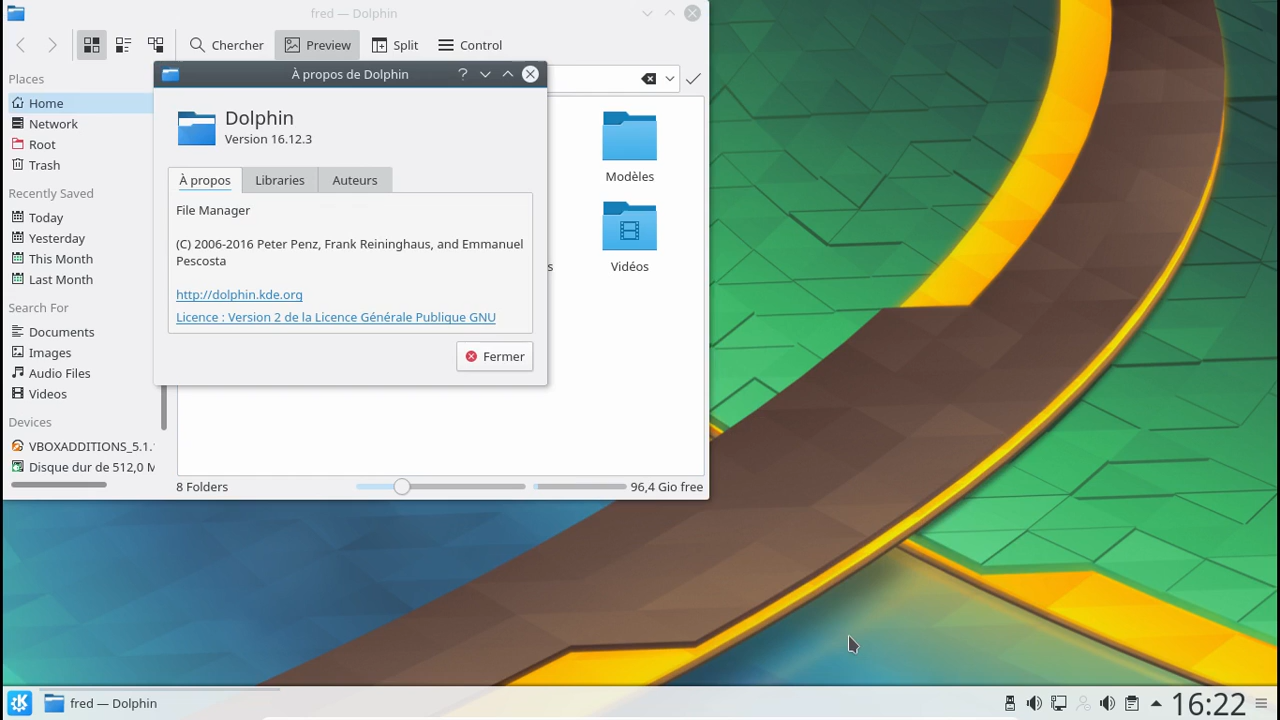 fred — Dolphin
Chercher
Preview
Split
Control
Places
Home
Network
Root
Trash
Recently Saved
Today
Yesterday
This Month
Last Month
Search For
Documents
Images
Audio Files
Videos
Devices
VBOXADDITIONS_5.1.
Disque dur de 512,0 M
À propos de Dolphin
?
Dolphin
Version 16.12.3
À propos
Libraries
Auteurs
File Manager
(C) 2006-2016 Peter Penz, Frank Reininghaus, and Emmanuel
Pescosta
http://dolphin.kde.org
Licence : Version 2 de la Licence Générale Publique GNU
Fermer
Modèles
s
Vidéos
8 Folders
96,4 Gio free
fred — Dolphin
16:22